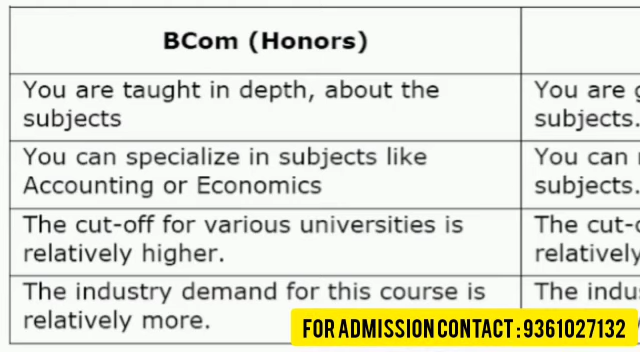 BCom (Honors)
You are taught in depth, about the
subjects
You are
subjects.
You can specialize in subjects like
Accounting or Economics
You can
subjects.
The cut-off for various universities is
relatively higher.
The cut-
relatively
The industry demand for this course is
relatively more.
The indu
FOR ADMISSION CONTACT : 9361027132